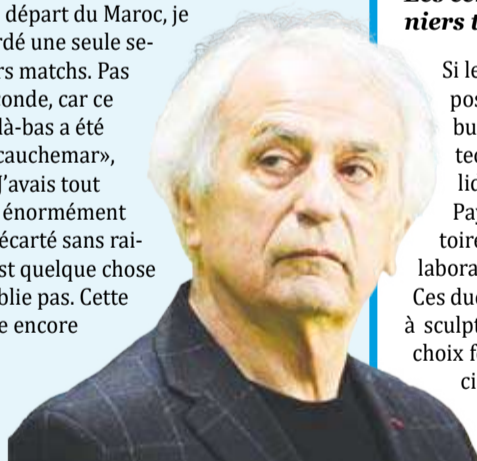 départ du Maroc, je
rdé une seule se-
rs matchs. Pas
onde, car ce
là-bas a été
cauchemar»,
J'avais tout
énormément
écarté sans rai-
st quelque chose
blie pas. Cette
e encore
niers t
Si le
pos
bu
tec
lic
Pay
toire
labora
Ces due
à sculpt
choix f
ci